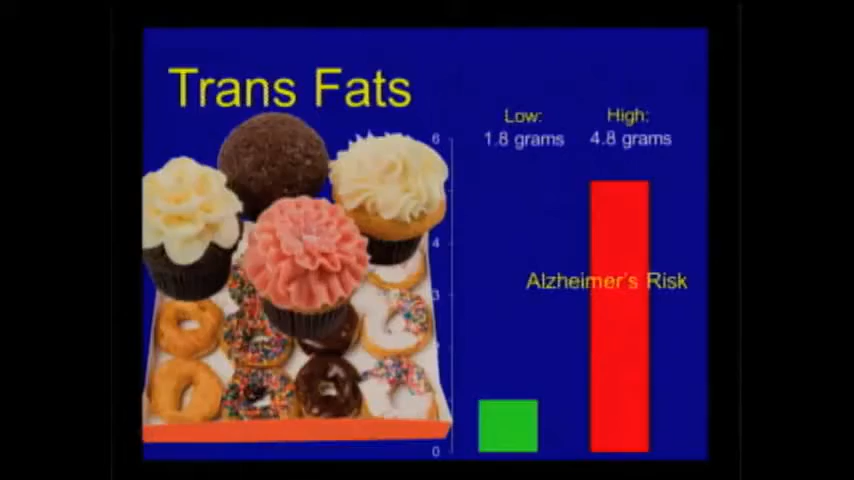 Trans Fats
Low:
1.8 grams
High:
4.8 grams
6
4
3
0
Alzheimer's Risk